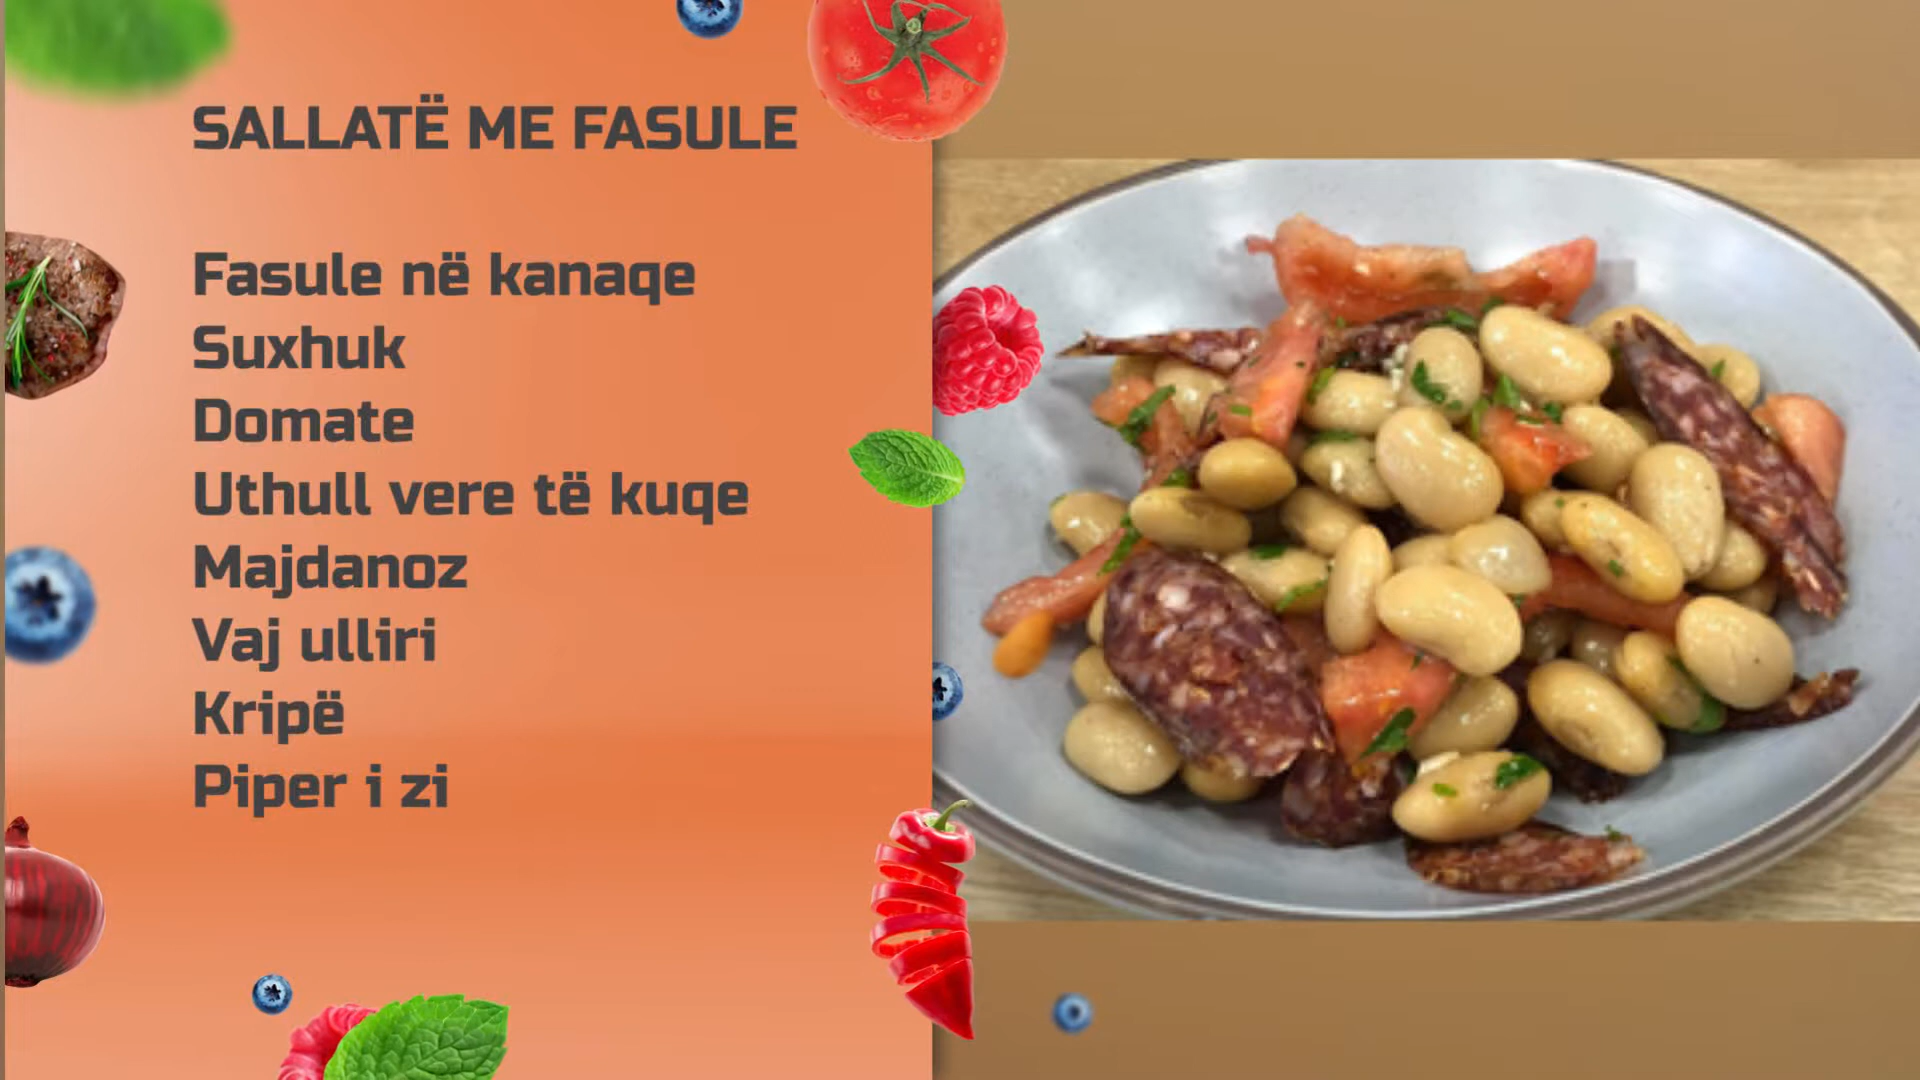 SALLATË ME FASULE
Fasule në kanaqe
Suxhuk
Domate
Uthull vere të kuqe
Majdanoz
Vaj ulliri
Kripë
Piper i zi